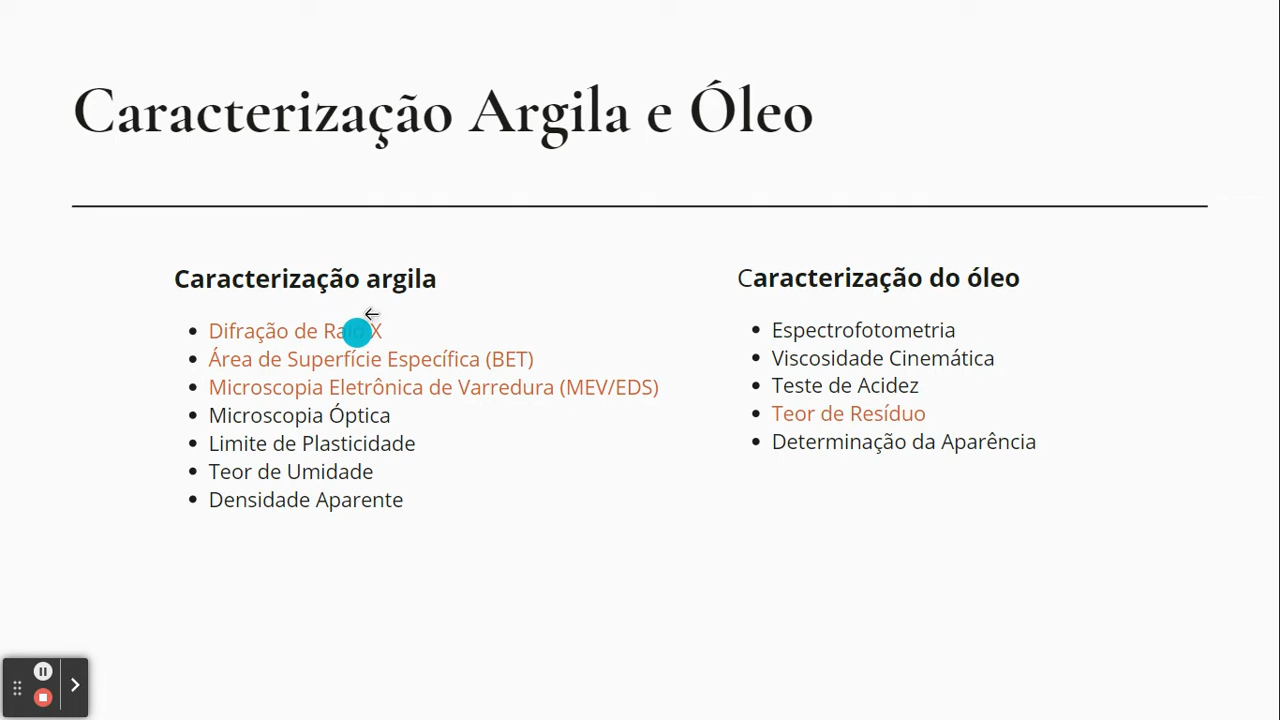 Caracterização Argila e Óleo
Caracterização argila
Difração de Raio X
Área de Superfície Específica (BET)
Microscopia Eletrônica de Varredura (MEV/EDS)
Microscopia Óptica
Limite de Plasticidade
Teor de Umidade
Densidade Aparente
Caracterização do óleo
Espectrofotometria
Viscosidade Cinemática
Teste de Acidez
Teor de Resíduo
Determinação da Aparência